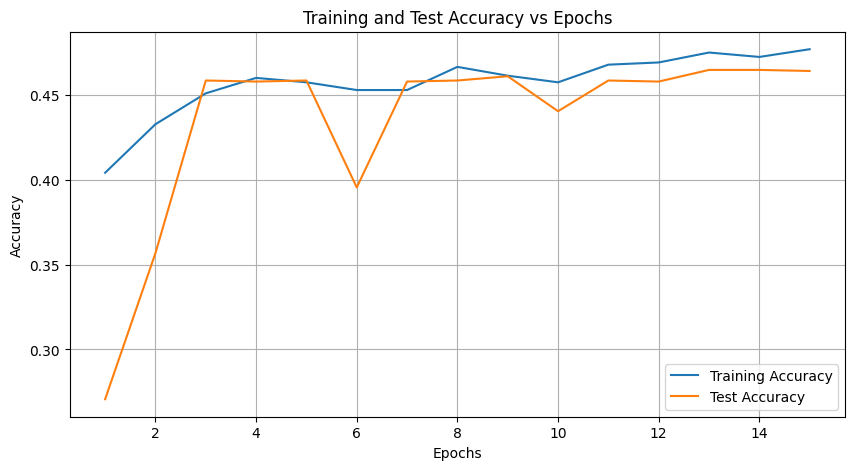 Training and Test Accuracy vs Epochs
Accuracy
0.45
0.40
0.35
0.30
2
4
6
8
10
12
14
Epochs
Training Accuracy
Test Accuracy